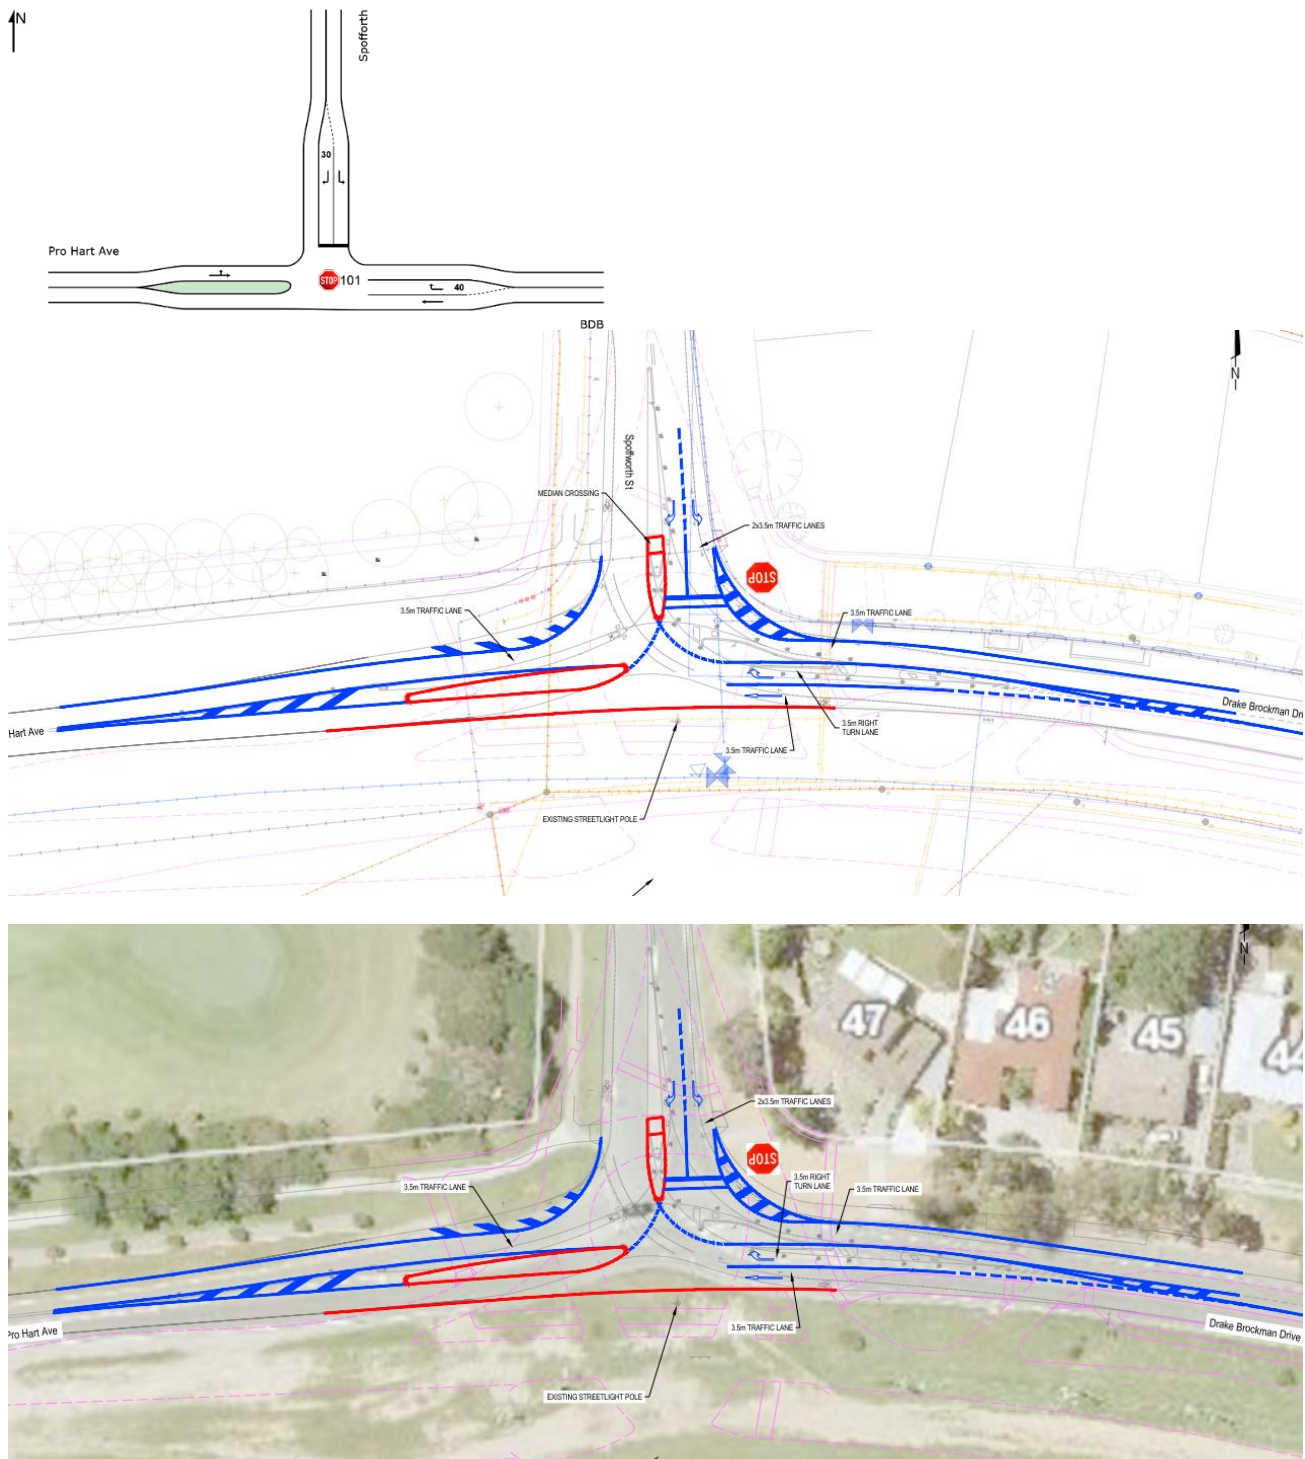 N
Spofforth
30
Pro Hart Ave
STOP
101
40
BDB
N
Spofforth St
MEDIAN CROSSING
2x3.5m TRAFFIC LANES
STOP
3.5m TRAFFIC LANE
3.5m TRAFFIC LANE
Hart Ave
Drake Brockman Dri
3.5m RIGHT
TURN LANE
3.5m TRAFFIC LANE
EXISTING STREETLIGHT POLE
N
47
46
45
44
2x3.5m TRAFFIC LANES
STOP
3.5m RIGHT
TURN LANE
3.5m TRAFFIC LANE
3.5m TRAFFIC LANE
Pro Hart Ave
Drake Brockman Drive
3.5m TRAFFIC LANE
EXISTING STREETLIGHT POLE